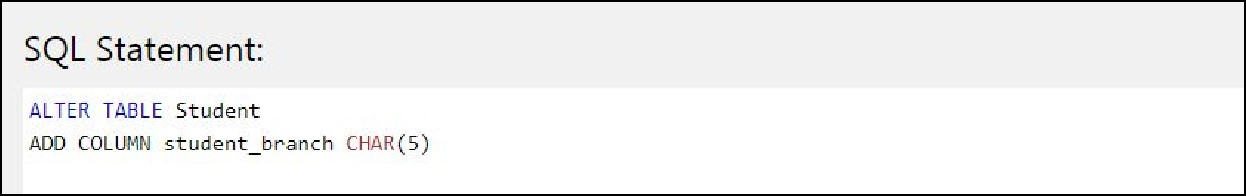 SQL Statement:
ALTER TABLE Student
ADD COLUMN student_branch CHAR(5)